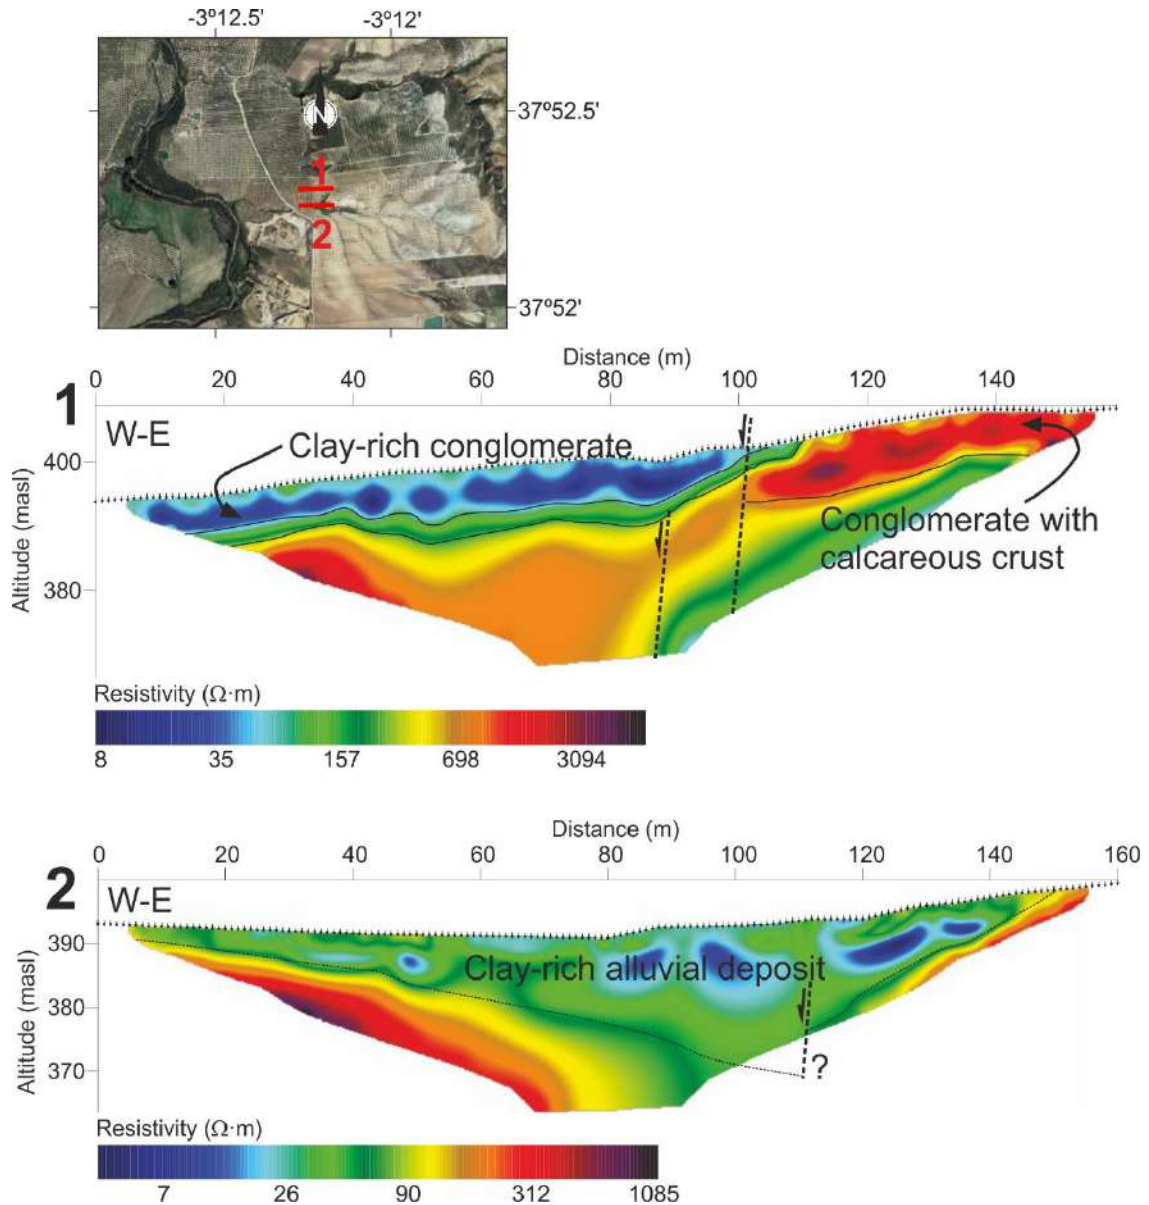 -3º12.5' -3º12'
N
37º52.5'
1
2
37º52'
Distance (m)
0 20 40 60 80 100 120 140
1
W-E
Clay-rich conglomerate
400
380
Altitude (masl)
Conglomerate with
calcareous crust
Resistivity (Ω·m)
8 35 157 698 3094
Distance (m)
0 20 40 60 80 100 120 140 160
2
W-E
390
380
370
Altitude (masl)
Clay-rich alluvial deposit
?
Resistivity (Ω·m)
7 26 90 312 1085